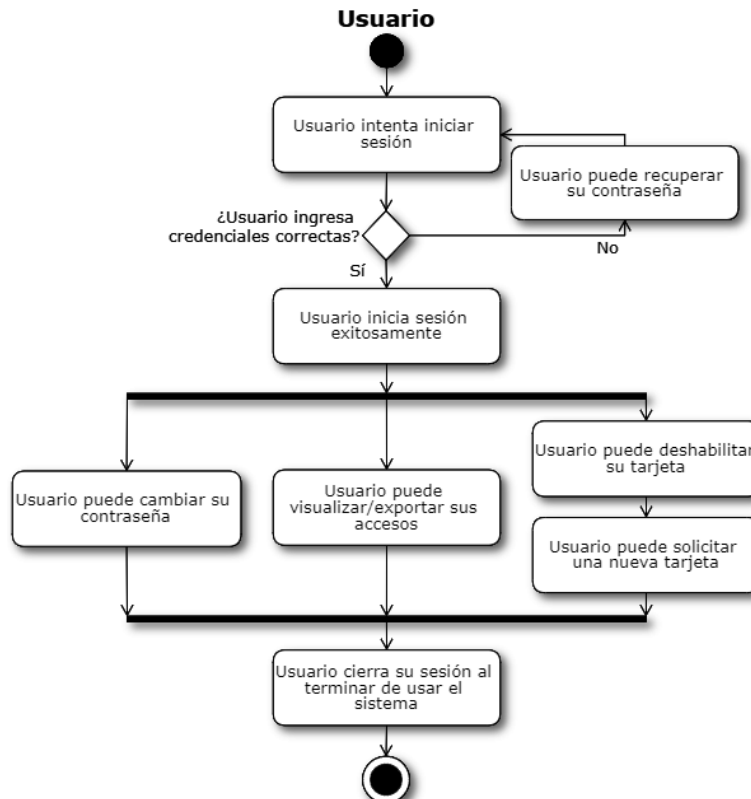 Usuario
Usuario intenta iniciar
sesión
Usuario puede recuperar
su contraseña
¿Usuario ingresa
credenciales correctas?
No
Sí
Usuario inicia sesión
exitosamente
Usuario puede cambiar su
contraseña
Usuario puede
visualizar/exportar sus
accesos
Usuario puede deshabilitar
su tarjeta
Usuario puede solicitar
una nueva tarjeta
Usuario cierra su sesión al
terminar de usar el
sistema